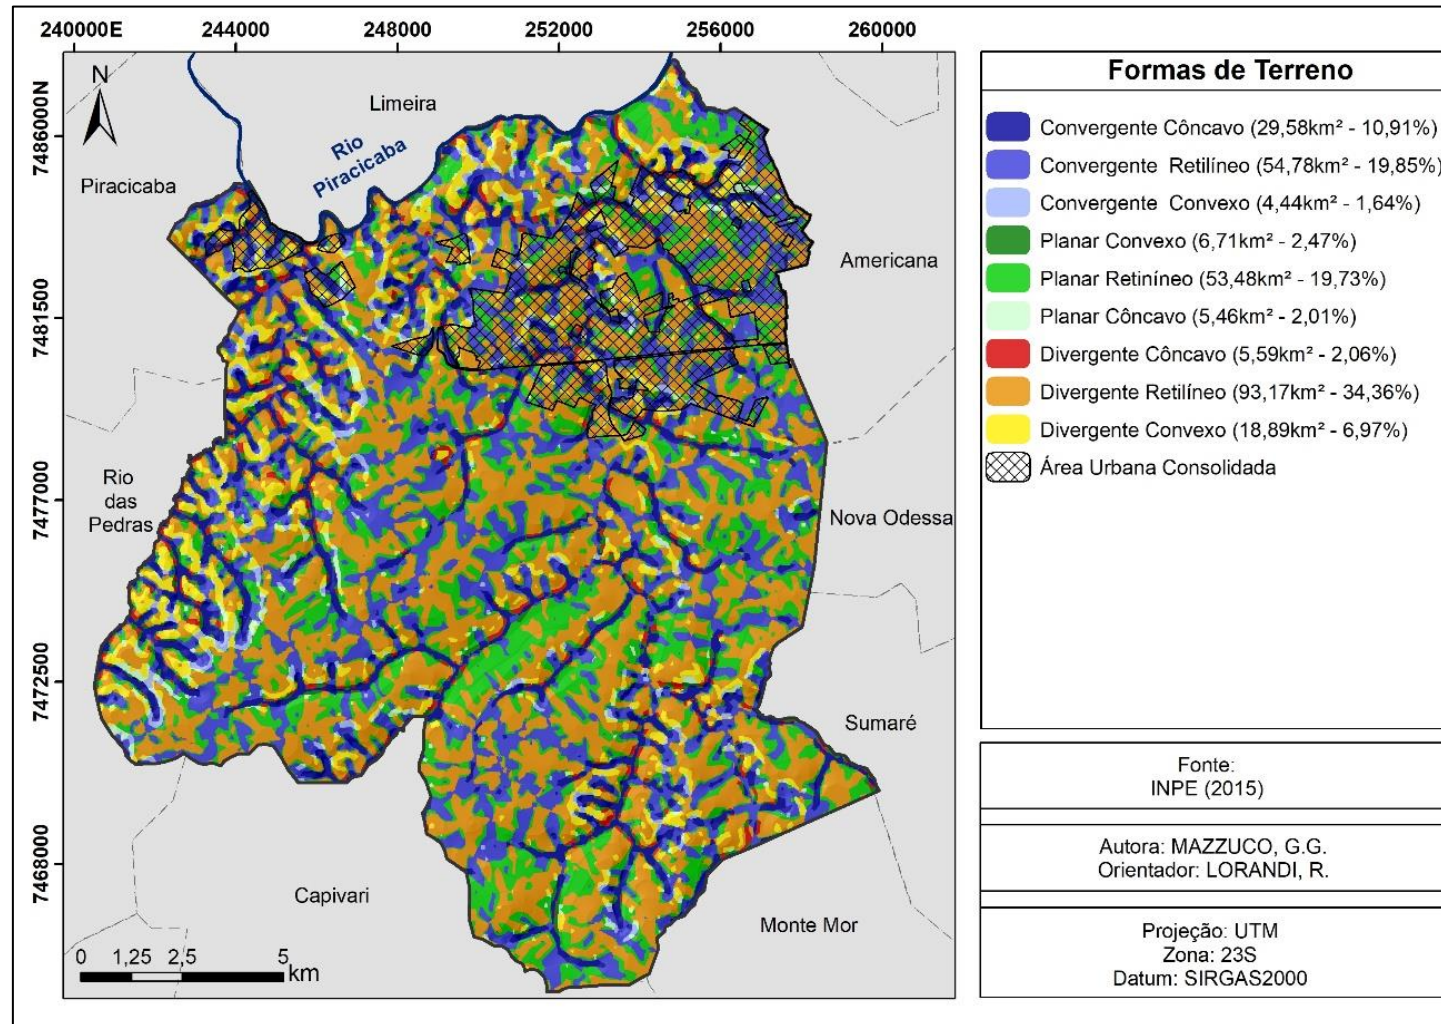 240000E
244000
248000
252000
256000
260000
7486000N
7481500
7477000
7472500
7468000
N
Limeira
Rio
Piracicaba
Piracicaba
Americana
Rio
das
Pedras
Nova Odessa
Sumaré
Capivari
Monte Mor
0 1,25 2,5 5
km
Formas de Terreno
Convergente Côncavo (29,58km² - 10,91%)
Convergente Retilíneo (54,78km² - 19,85%)
Convergente Convexo (4,44km² - 1,64%)
Planar Convexo (6,71km² - 2,47%)
Planar Retiníneo (53,48km² - 19,73%)
Planar Côncavo (5,46km² - 2,01%)
Divergente Côncavo (5,59km² - 2,06%)
Divergente Retilíneo (93,17km² - 34,36%)
Divergente Convexo (18,89km² - 6,97%)
Área Urbana Consolidada
Fonte:
INPE (2015)
Autora: MAZZUCO, G.G.
Orientador: LORANDI, R.
Projeção: UTM
Zona: 23S
Datum: SIRGAS2000